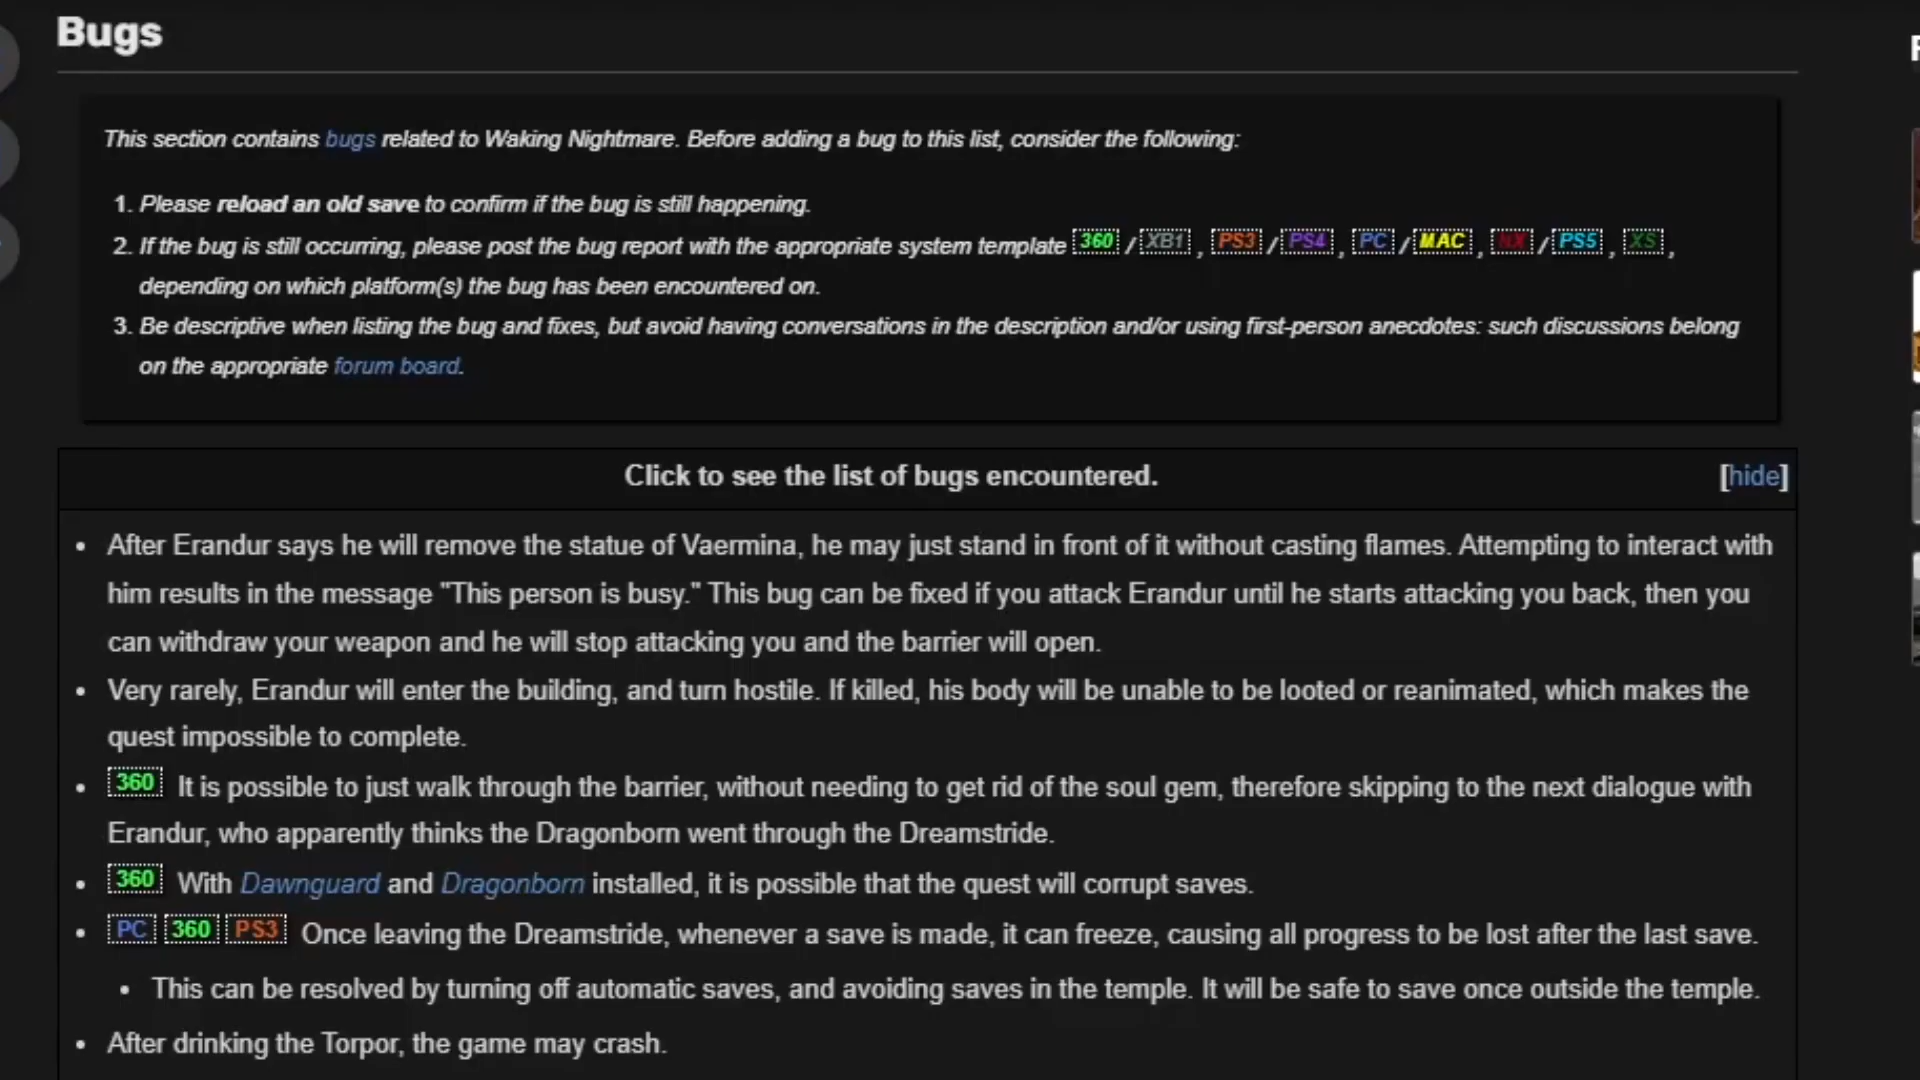 Bugs
This section contains bugs related to Waking Nightmare. Before adding a bug to this list, consider the following:
1. Please reload an old save to confirm if the bug is still happening.
2. If the bug is still occurring, please post the bug report with the appropriate system template 360 / XB1 , PS3 / PS4 , PC / MAC , NX / PS5 , XS ,
depending on which platform(s) the bug has been encountered on.
3. Be descriptive when listing the bug and fixes, but avoid having conversations in the description and/or using first-person anecdotes: such discussions belong
on the appropriate forum board.
Click to see the list of bugs encountered. [hide]
• After Erandur says he will remove the statue of Vaermina, he may just stand in front of it without casting flames. Attempting to interact with
him results in the message "This person is busy." This bug can be fixed if you attack Erandur until he starts attacking you back, then you
can withdraw your weapon and he will stop attacking you and the barrier will open.
• Very rarely, Erandur will enter the building, and turn hostile. If killed, his body will be unable to be looted or reanimated, which makes the
quest impossible to complete.
• 360 It is possible to just walk through the barrier, without needing to get rid of the soul gem, therefore skipping to the next dialogue with
Erandur, who apparently thinks the Dragonborn went through the Dreamstride.
• 360 With Dawnguard and Dragonborn installed, it is possible that the quest will corrupt saves.
• PC 360 PS3 Once leaving the Dreamstride, whenever a save is made, it can freeze, causing all progress to be lost after the last save.
• This can be resolved by turning off automatic saves, and avoiding saves in the temple. It will be safe to save once outside the temple.
• After drinking the Torpor, the game may crash.